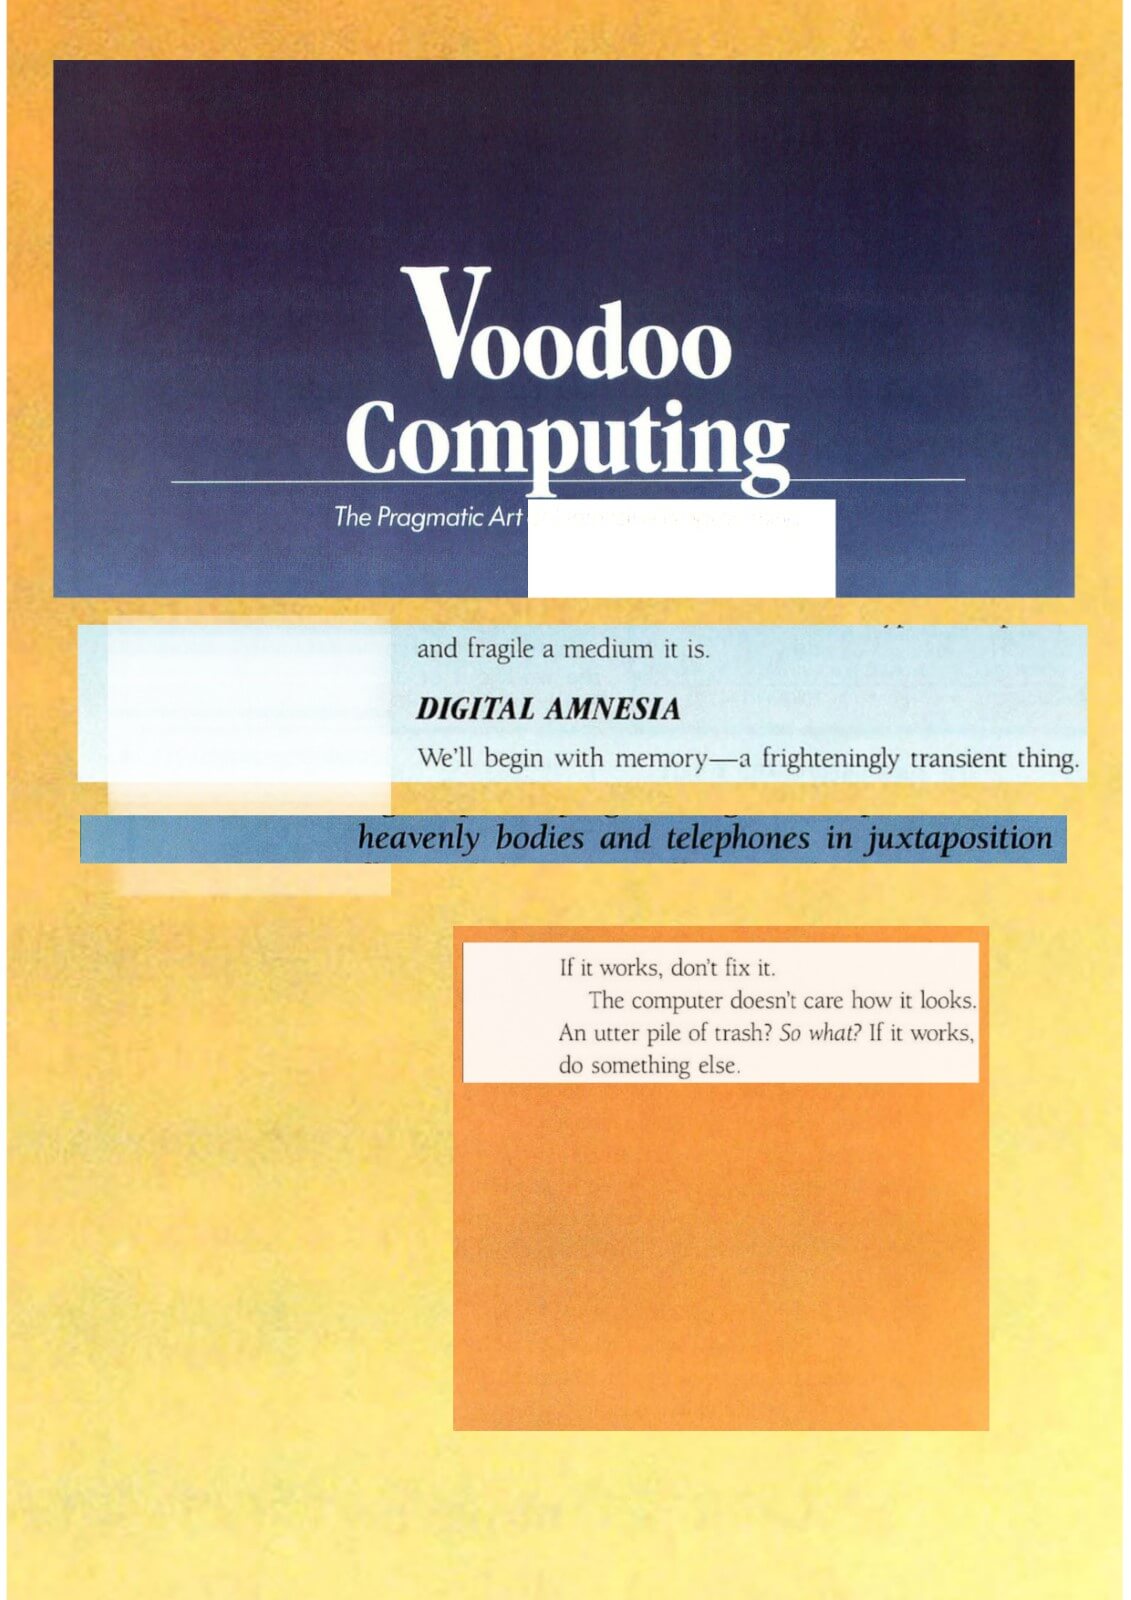 Voodoo
Computing
The Pragmatic Art
and fragile a medium it is.
DIGITAL AMNESIA
We'll begin with memory—a frighteningly transient thing.
heavenly bodies and telephones in juxtaposition
If it works, don't fix it.
The computer doesn't care how it looks.
An utter pile of trash? So what? If it works,
do something else.